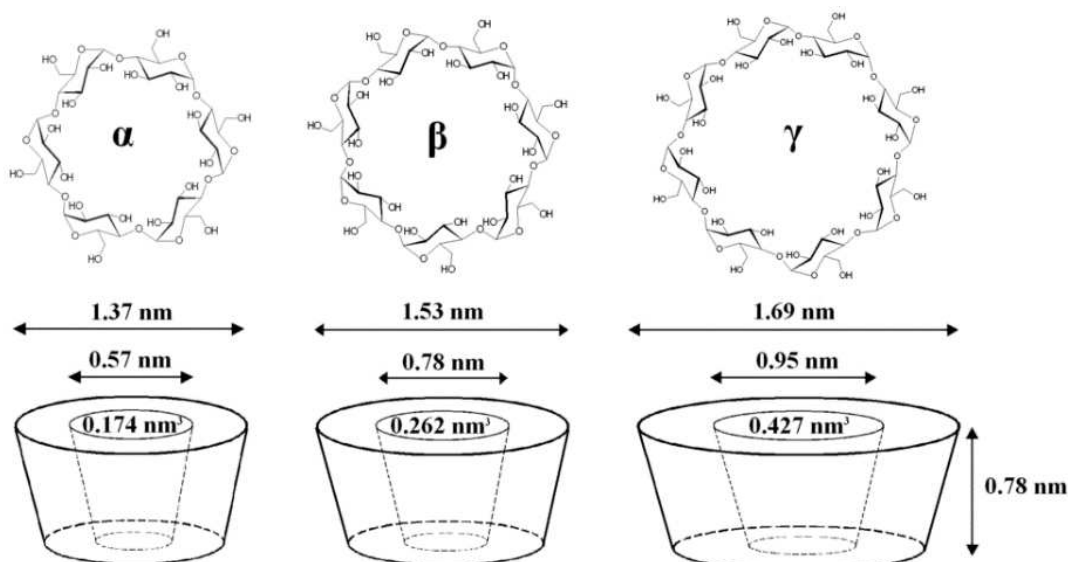 α
β
γ
1.37 nm
1.53 nm
1.69 nm
0.57 nm
0.78 nm
0.95 nm
0.174 nm³
0.262 nm³
0.427 nm³
0.78 nm